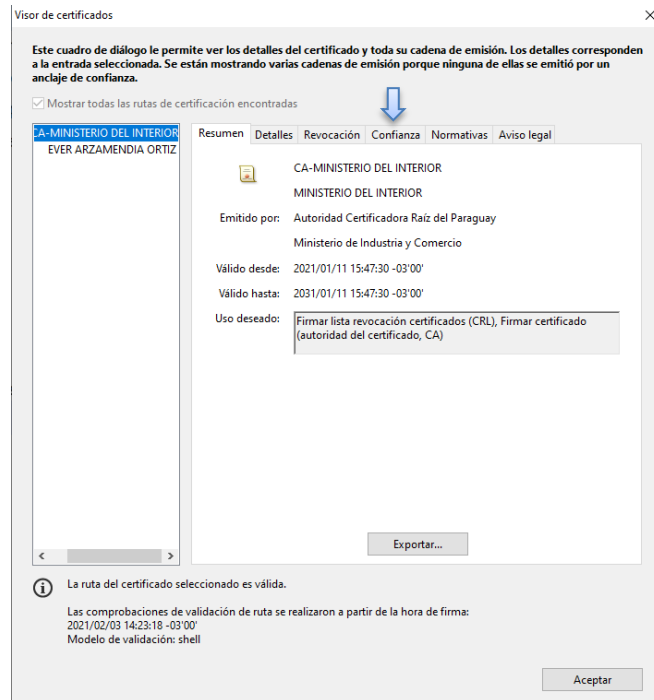 Visor de certificados
Este cuadro de diálogo le permite ver los detalles del certificado y toda su cadena de emisión. Los detalles corresponden
a la entrada seleccionada. Se están mostrando varias cadenas de emisión porque ninguna de ellas se emitió por un
anclaje de confianza.
Mostrar todas las rutas de certificación encontradas
CA-MINISTERIO DEL INTERIOR
EVER ARZAMENDIA ORTIZ
Resumen Detalles Revocación Confianza Normativas Aviso legal
CA-MINISTERIO DEL INTERIOR
MINISTERIO DEL INTERIOR
Emitido por: Autoridad Certificadora Raíz del Paraguay
Ministerio de Industria y Comercio
Válido desde: 2021/01/11 15:47:30 -03'00'
Válido hasta: 2031/01/11 15:47:30 -03'00'
Uso deseado: Firmar lista revocación certificados (CRL), Firmar certificado
(autoridad del certificado, CA)
Exportar...
La ruta del certificado seleccionado es válida.
Las comprobaciones de validación de ruta se realizaron a partir de la hora de firma:
2021/02/03 14:23:18 -03'00'
Modelo de validación: shell
Aceptar